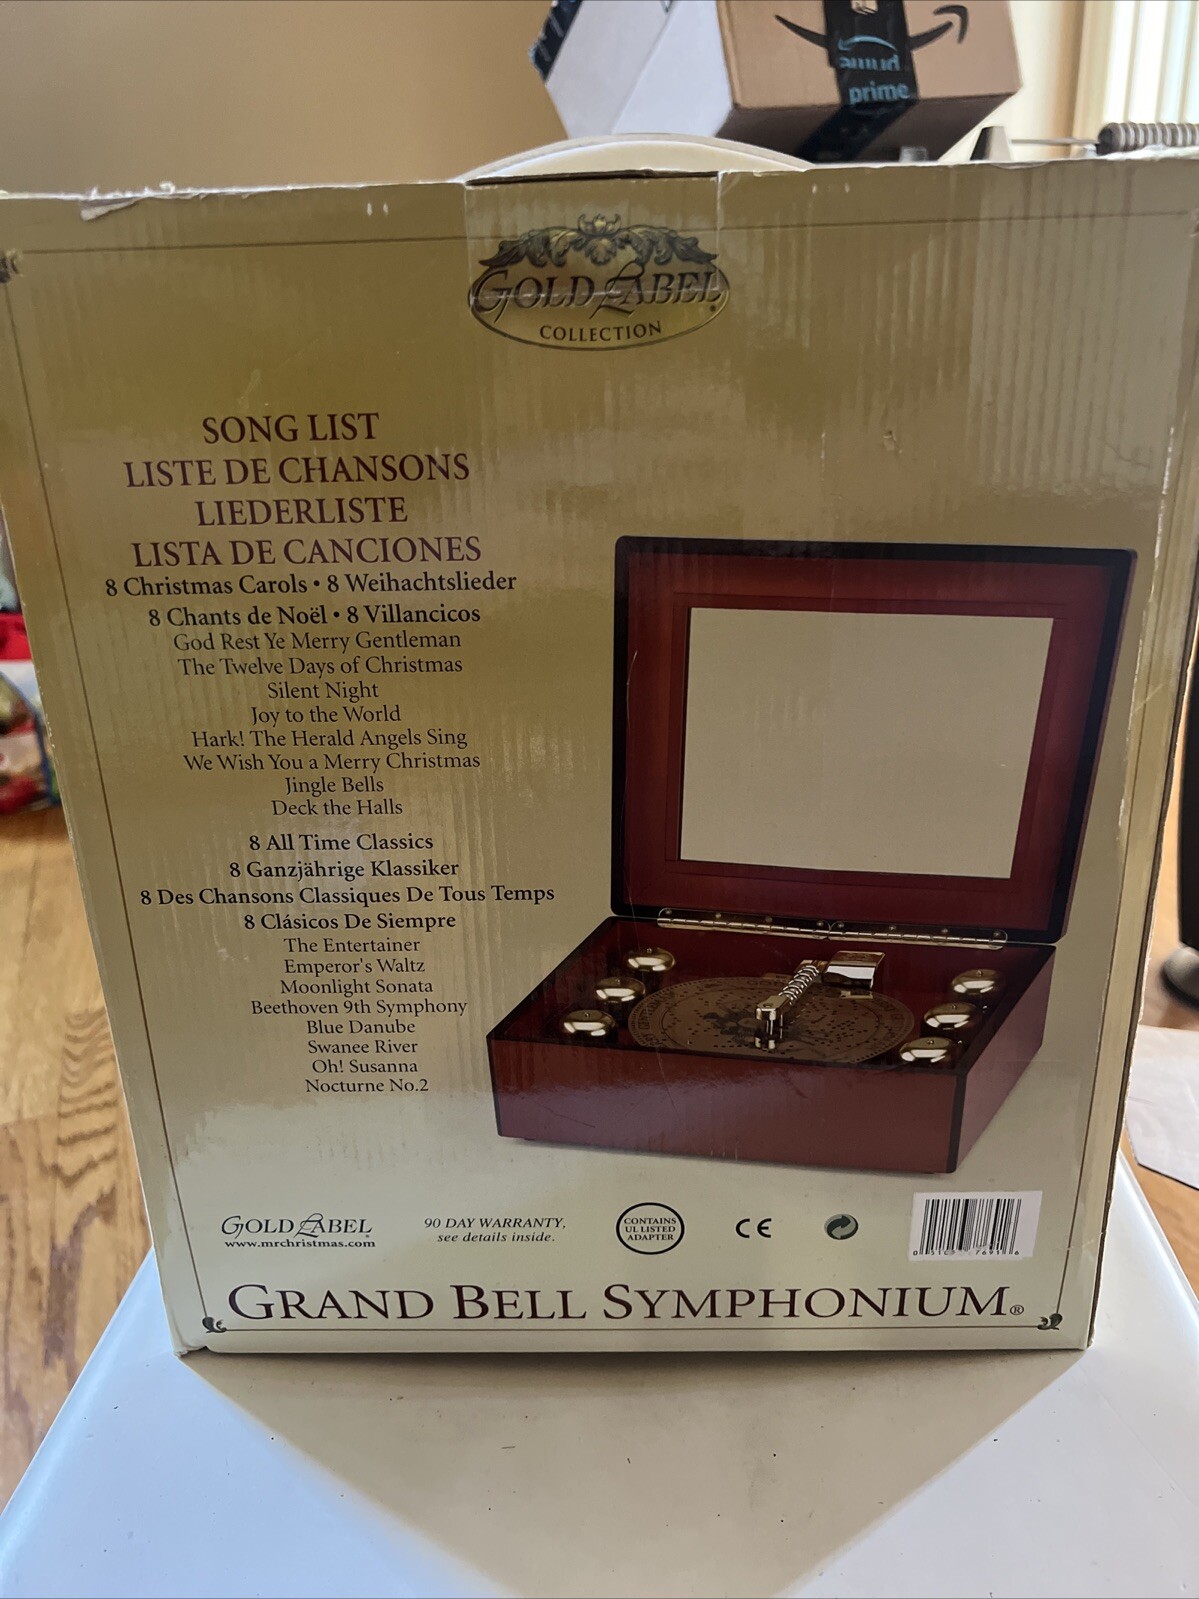 prime
GOLD LABEL®
COLLECTION
SONG LIST
LISTE DE CHANSONS
LIEDERLISTE
LISTA DE CANCIONES
8 Christmas Carols • 8 Weihachtslieder
8 Chants de Noël • 8 Villancicos
God Rest Ye Merry Gentleman
The Twelve Days of Christmas
Silent Night
Joy to the World
Hark! The Herald Angels Sing
We Wish You a Merry Christmas
Jingle Bells
Deck the Halls
8 All Time Classics
8 Ganzjährige Klassiker
8 Des Chansons Classiques De Tous Temps
8 Clásicos De Siempre
The Entertainer
Emperor's Waltz
Moonlight Sonata
Beethoven 9th Symphony
Blue Danube
Swanee River
Oh! Susanna
Nocturne No.2
GOLD LABEL®
www.mrchristmas.com
90 DAY WARRANTY,
see details inside.
CONTAINS
UL LISTED
ADAPTER
CE
GRAND BELL SYMPHONIUM®